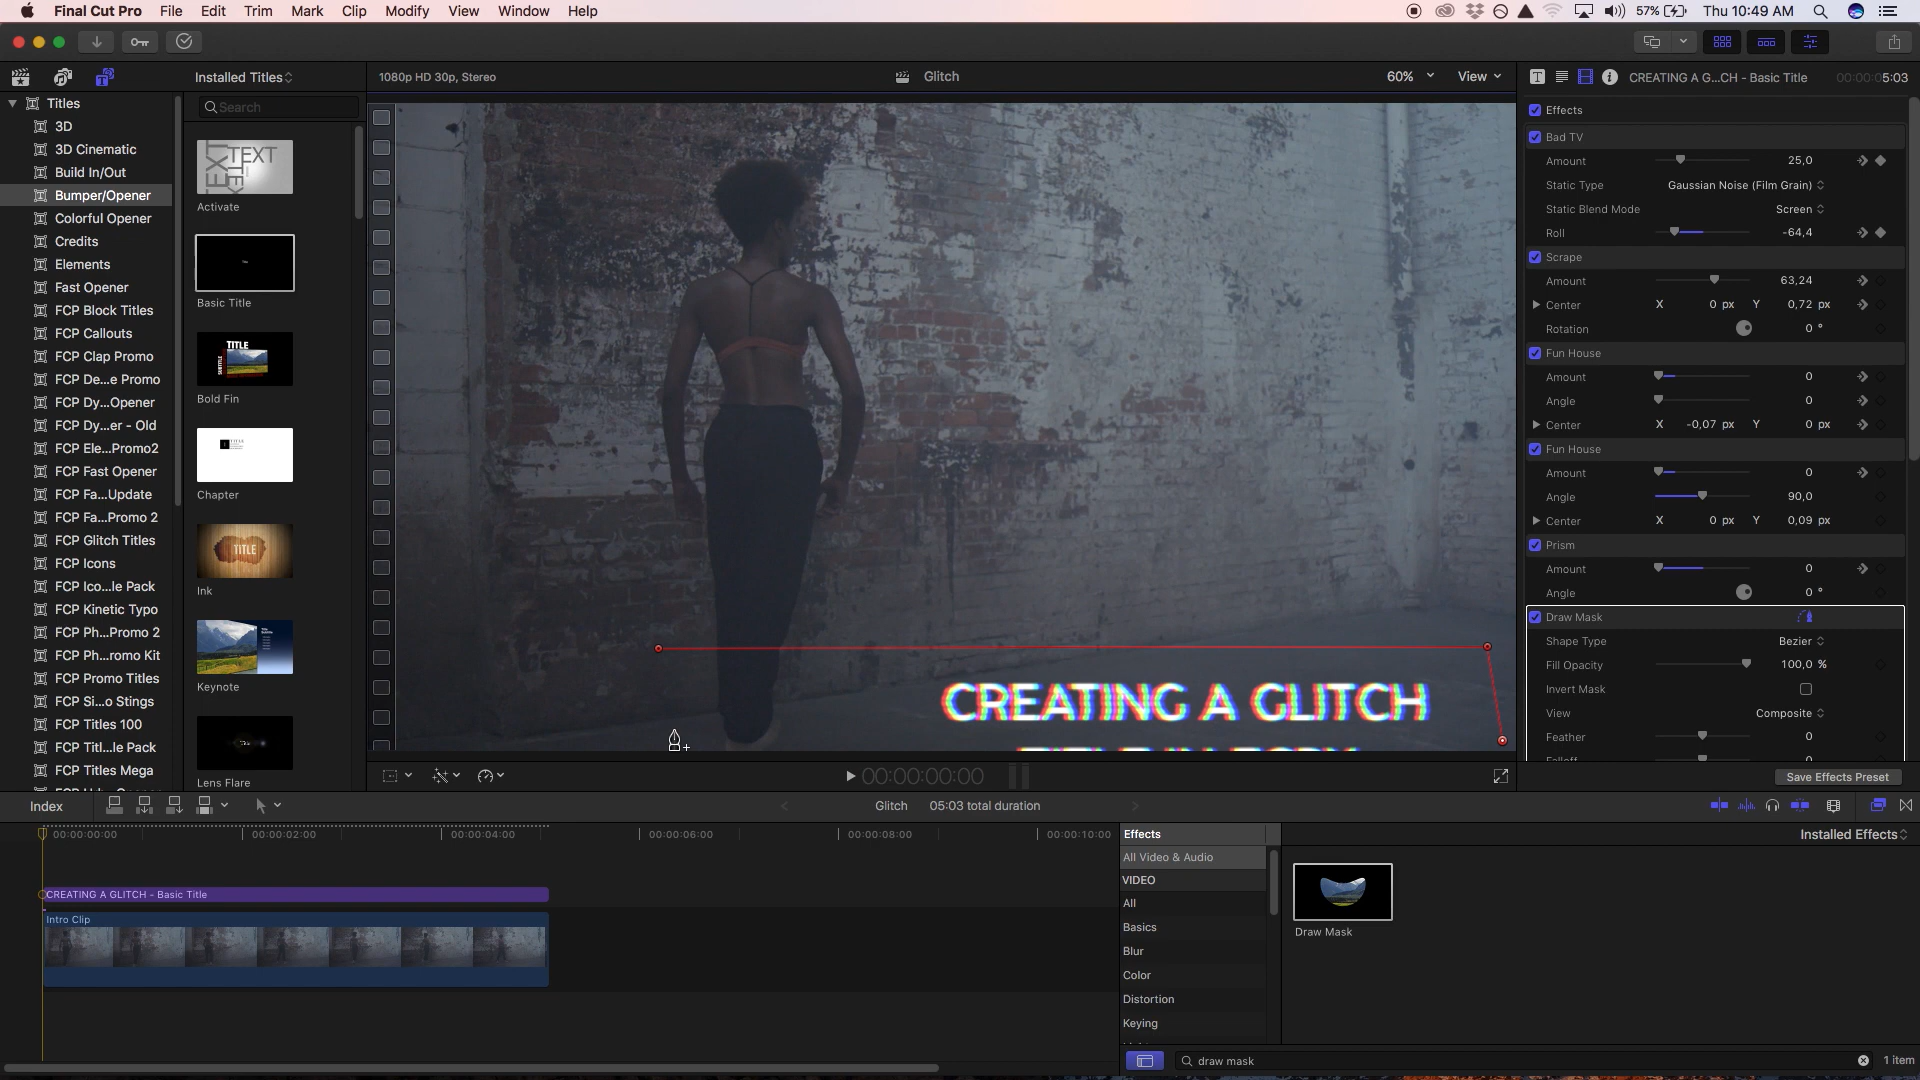 Final Cut Pro File Edit Trim Mark Clip Modify View Window Help 57% Thu 10:49 AM
Installed Titles 1080p HD 30p, Stereo Glitch 60% View CREATING A G...CH - Basic Title 00:00:05:03
Titles
3D
3D Cinematic
Build In/Out
Bumper/Opener
Colorful Opener
Credits
Elements
Fast Opener
FCP Block Titles
FCP Callouts
FCP Clap Promo
FCP De...e Promo
FCP Dy...Opener
FCP Dy...er - Old
FCP Ele...Promo2
FCP Fast Opener
FCP Fa...Update
FCP Fa...Promo 2
FCP Glitch Titles
FCP Icons
FCP Ico...le Pack
FCP Kinetic Typo
FCP Ph...Promo 2
FCP Ph...romo Kit
FCP Promo Titles
FCP Si...o Stings
FCP Titles 100
FCP Titl...le Pack
FCP Titles Mega
Search
TEXT
TEXT
Activate
Basic Title
TITLE
SUBTITLE
Bold Fin
Chapter
TITLE
Ink
Keynote
Lens Flare
CREATING A GLITCH
Effects
Bad TV
Amount 25,0
Static Type Gaussian Noise (Film Grain)
Static Blend Mode Screen
Roll -64,4
Scrape
Amount 63,24
Center X 0 px Y 0,72 px
Rotation 0 °
Fun House
Amount 0
Angle 0
Center X -0,07 px Y 0 px
Fun House
Amount 0
Angle 90,0
Center X 0 px Y 0,09 px
Prism
Amount 0
Angle 0 °
Draw Mask
Shape Type Bezier
Fill Opacity 100,0 %
Invert Mask
View Composite
Feather 0
Falloff 0
00:00:00:00
Save Effects Preset
Index Glitch 05:03 total duration
00:00:00:00 00:00:02:00 00:00:04:00 00:00:06:00 00:00:08:00 00:00:10:00
CREATING A GLITCH - Basic Title
Intro Clip
Effects Installed Effects
All Video & Audio
VIDEO
All
Basics
Blur
Color
Distortion
Keying
Draw Mask
draw mask 1 item